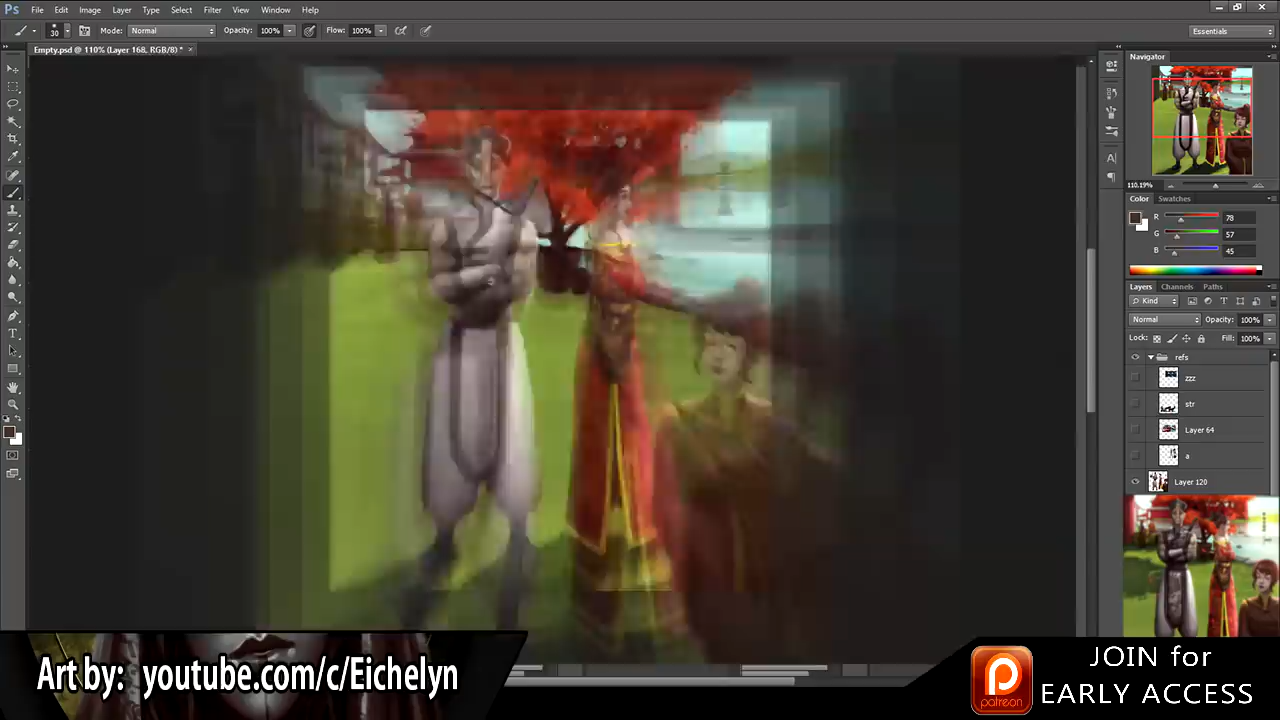 Ps File Edit Image Layer Type Select Filter 3D View Window Help
30 Mode: Normal Opacity: 100% Flow: 100% Essentials
Empty.psd @ 110% (Layer 168, RGB/8) *
Navigator
110.19%
Color Swatches
R 78
G 57
B 45
Layers Channels Paths
Kind
Normal Opacity: 100%
Lock: Fill: 100%
refs
zzz
str
Layer 64
a
Layer 120
Art by: youtube.com/c/Eichelyn
JOIN for
EARLY ACCESS
patreon